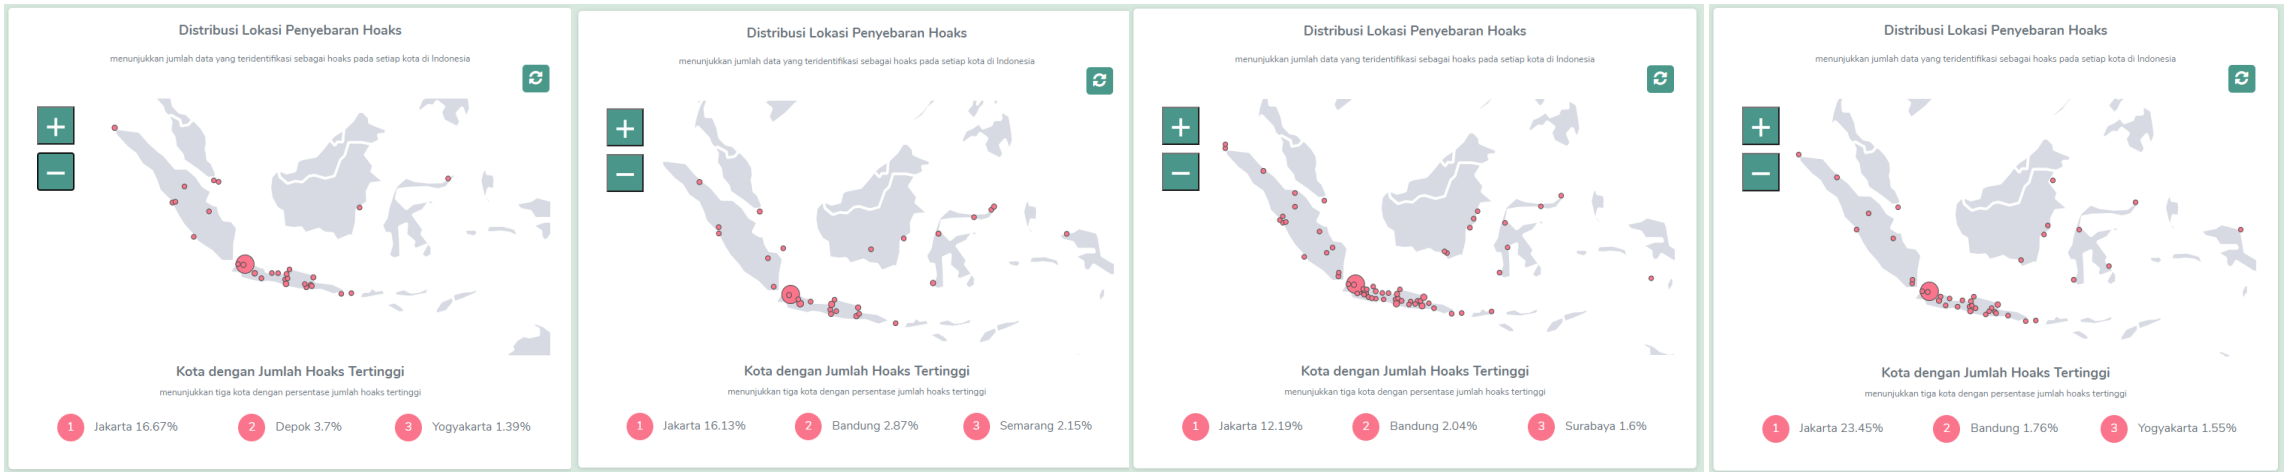 Distribusi Lokasi Penyebaran Hoaks
menunjukkan jumlah data yang teridentifikasi sebagai hoaks pada setiap kota di Indonesia
+
−
Kota dengan Jumlah Hoaks Tertinggi
menunjukkan tiga kota dengan persentase jumlah hoaks tertinggi
1 Jakarta 16.67% 2 Depok 3.7% 3 Yogyakarta 1.39%
Distribusi Lokasi Penyebaran Hoaks
menunjukkan jumlah data yang teridentifikasi sebagai hoaks pada setiap kota di Indonesia
+
−
Kota dengan Jumlah Hoaks Tertinggi
menunjukkan tiga kota dengan persentase jumlah hoaks tertinggi
1 Jakarta 16.13% 2 Bandung 2.87% 3 Semarang 2.15%
Distribusi Lokasi Penyebaran Hoaks
menunjukkan jumlah data yang teridentifikasi sebagai hoaks pada setiap kota di Indonesia
+
−
Kota dengan Jumlah Hoaks Tertinggi
menunjukkan tiga kota dengan persentase jumlah hoaks tertinggi
1 Jakarta 12.19% 2 Bandung 2.04% 3 Surabaya 1.6%
Distribusi Lokasi Penyebaran Hoaks
menunjukkan jumlah data yang teridentifikasi sebagai hoaks pada setiap kota di Indonesia
+
−
Kota dengan Jumlah Hoaks Tertinggi
menunjukkan tiga kota dengan persentase jumlah hoaks tertinggi
1 Jakarta 23.45% 2 Bandung 1.76% 3 Yogyakarta 1.55%